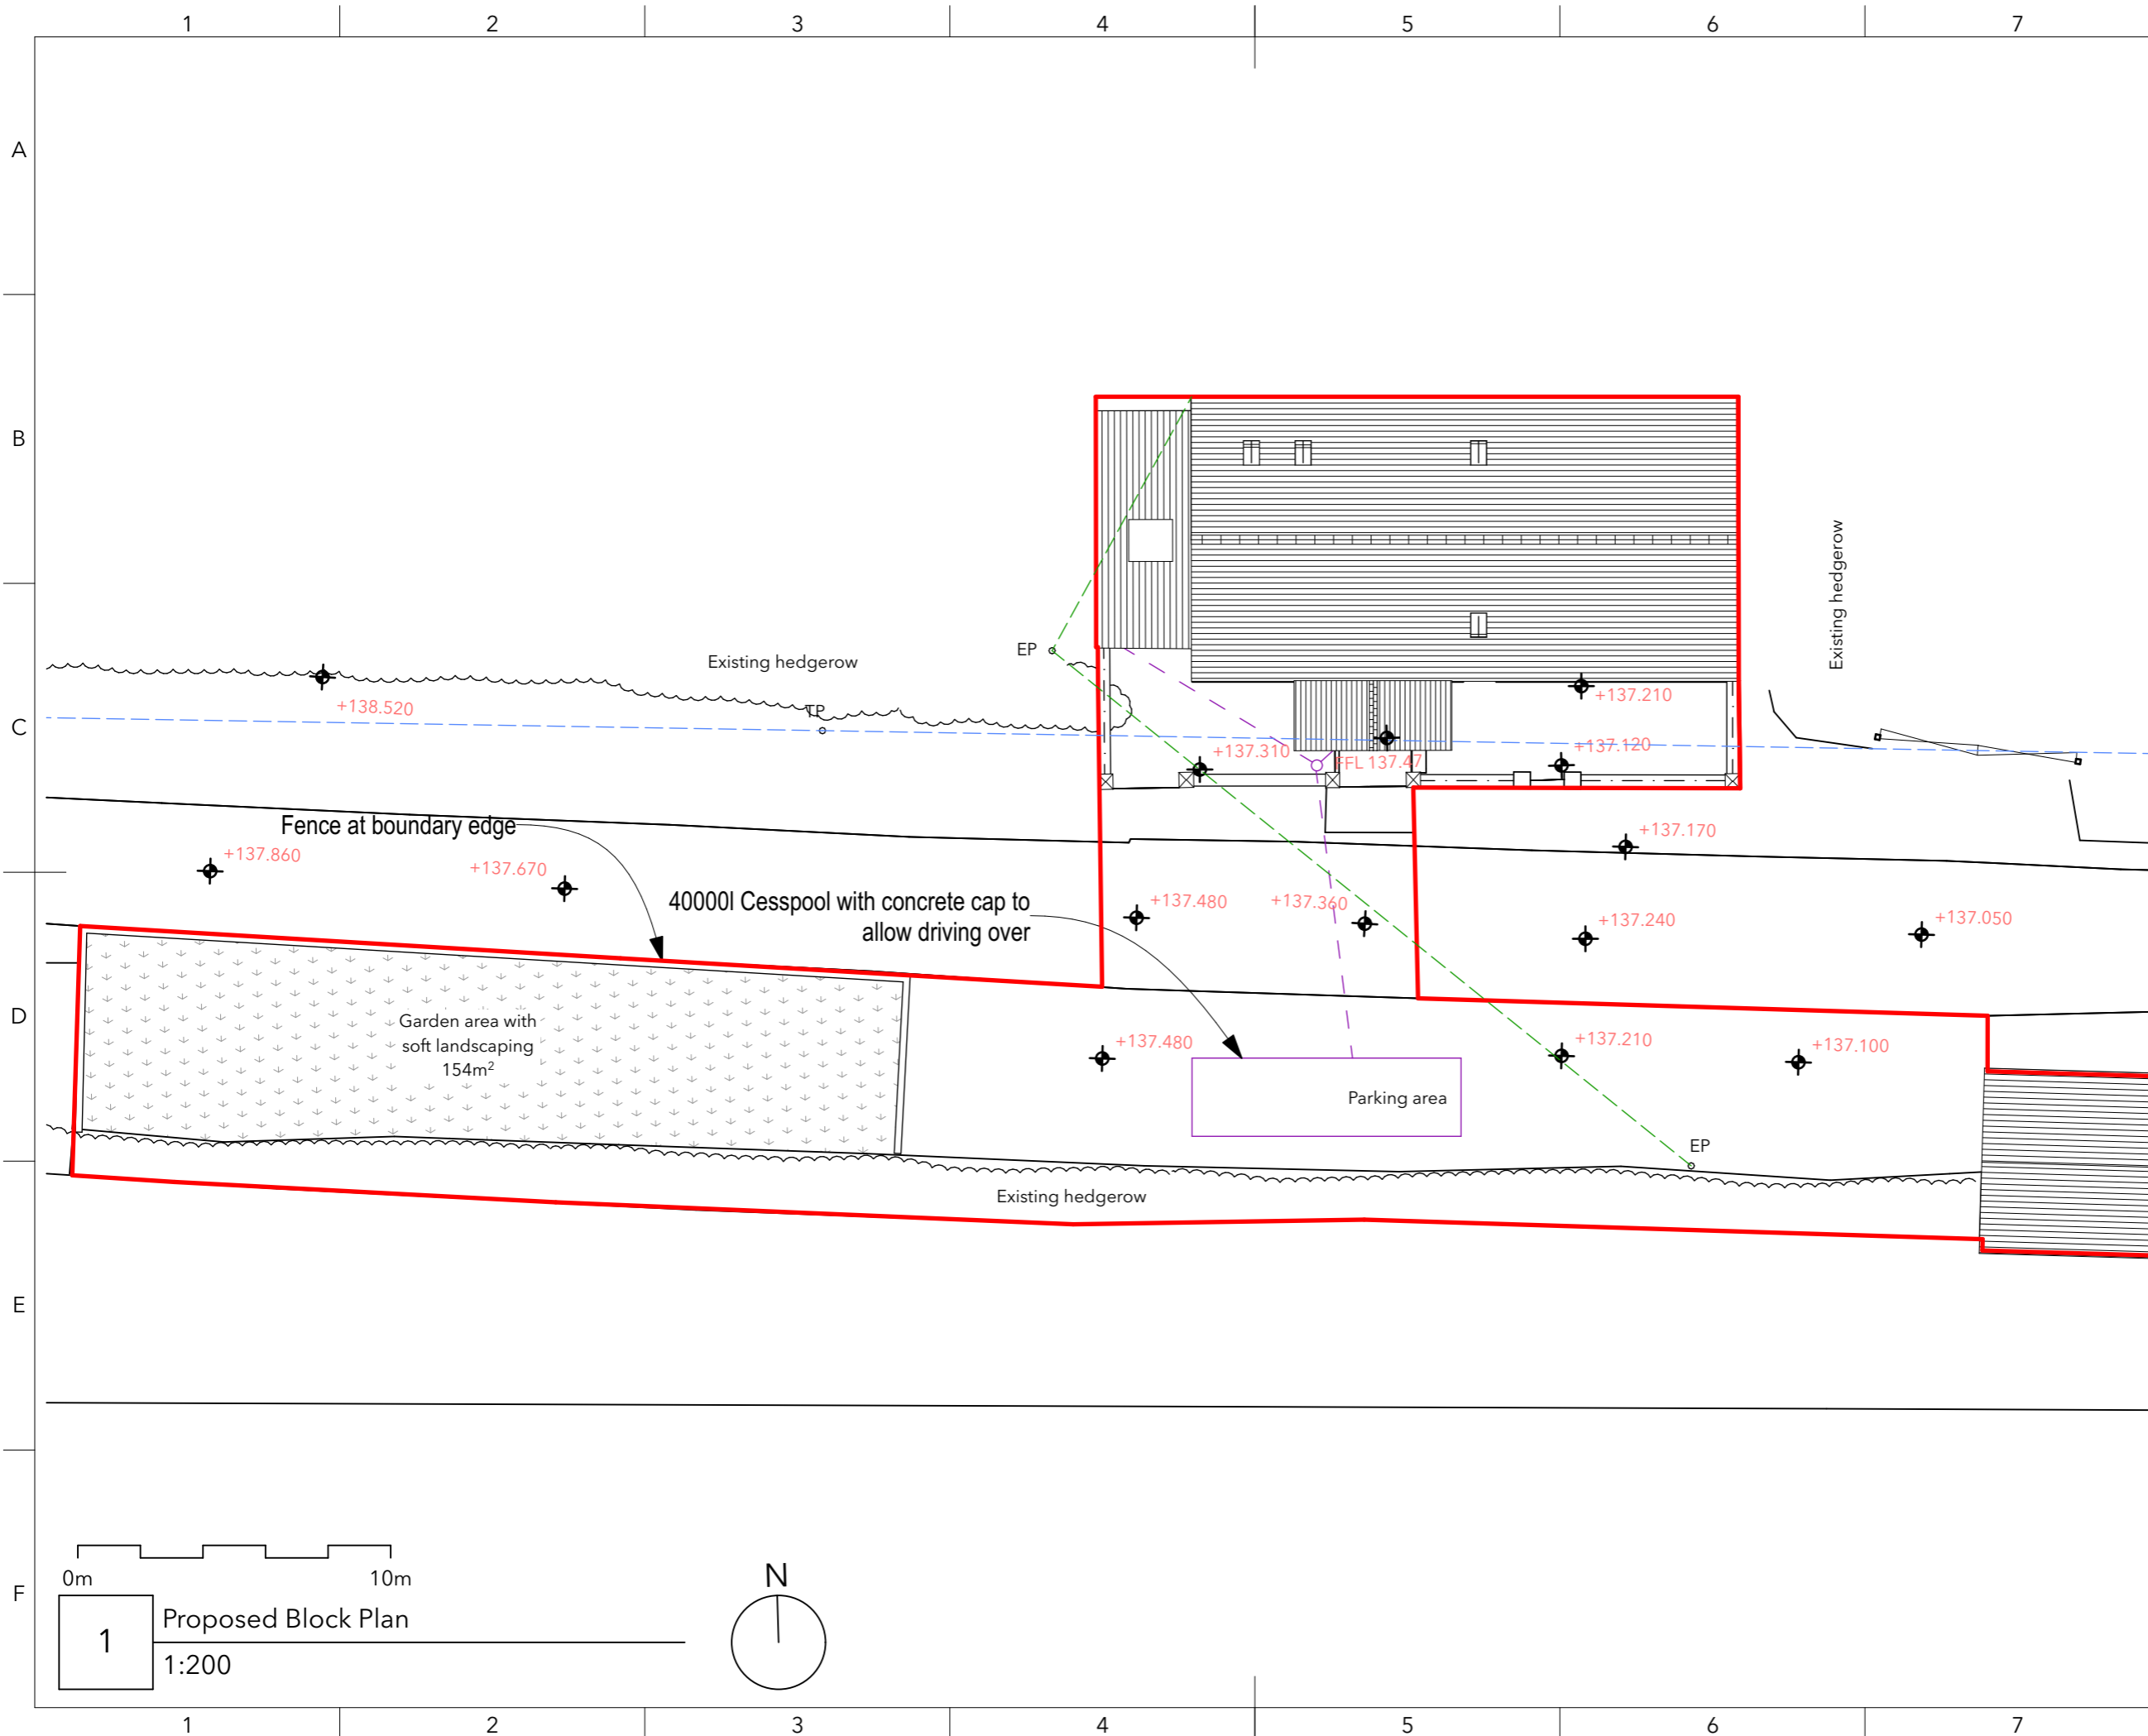 1 2 3 4 5 6 7
A
B
C
D
E
F
Existing hedgerow
EP
Existing hedgerow
+138.520
TP
+137.210
+137.310
FFL 137.47
+137.120
Fence at boundary edge
+137.170
+137.860
+137.670
40000l Cesspool with concrete cap to
allow driving over
+137.480
+137.360
+137.240
+137.050
Garden area with
soft landscaping
154m²
+137.480
+137.210
+137.100
Parking area
EP
Existing hedgerow
0m 10m
N
1
Proposed Block Plan
1:200
1 2 3 4 5 6 7